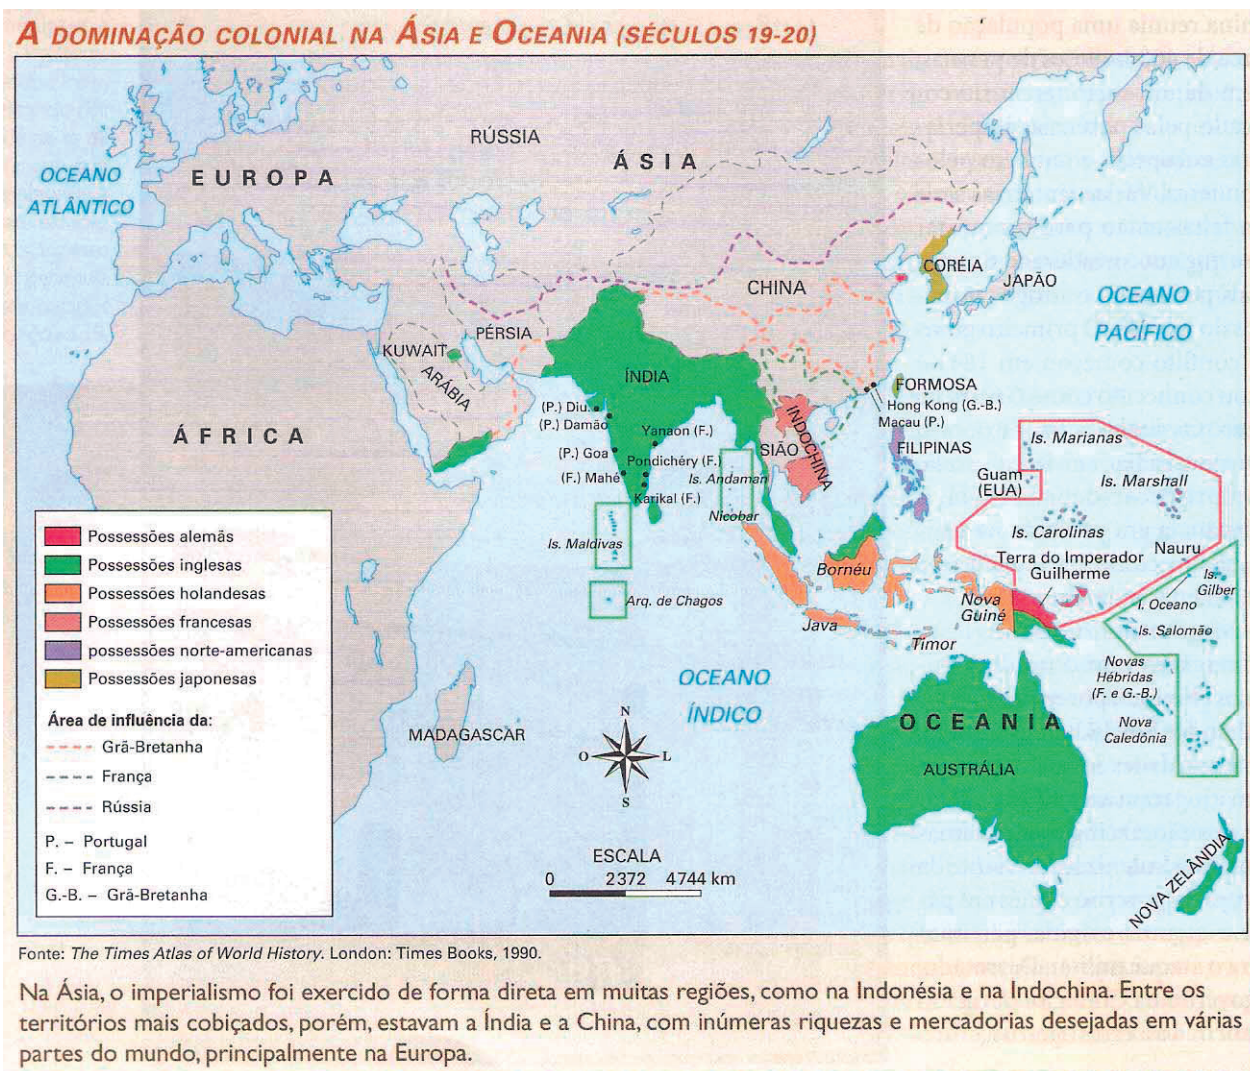 A DOMINAÇÃO COLONIAL NA ÁSIA E OCEANIA (SÉCULOS 19-20)
RÚSSIA
ÁSIA
EUROPA
OCEANO
ATLÂNTICO
CHINA
CORÉIA
JAPÃO
OCEANO
PACÍFICO
PÉRSIA
KUWAIT
ARÁBIA
ÍNDIA
FORMOSA
Hong Kong (G.-B.)
Macau (P.)
(P.) Diu
(P.) Damão
Yanaon (F.)
ÁFRICA
(P.) Goa
Pondichéry (F.)
(F.) Mahé
Is. Andaman
Karikal (F.)
Nicobar
SIÃO
INDOCHINA
FILIPINAS
Is. Marianas
Guam
(EUA)
Is. Marshall
Is. Carolinas
Terra do Imperador
Guilherme
Nauru
Is.
Gilber
I. Oceano
Is. Salomão
Is. Maldivas
Arq. de Chagos
Bornéu
Java
Nova
Guiné
Timor
Novas
Hébridas
(F. e G.-B.)
Nova
Caledônia
OCEANO
ÍNDICO
OCEANIA
AUSTRÁLIA
MADAGASCAR
NOVA ZELÂNDIA
Possessões alemãs
Possessões inglesas
Possessões holandesas
Possessões francesas
possessões norte-americanas
Possessões japonesas
Área de influência da:
Grã-Bretanha
França
Rússia
P. – Portugal
F. – França
G.-B. – Grã-Bretanha
N
O
L
S
ESCALA
0 2372 4744 km
Fonte: The Times Atlas of World History. London: Times Books, 1990.
Na Ásia, o imperialismo foi exercido de forma direta em muitas regiões, como na Indonésia e na Indochina. Entre os
territórios mais cobiçados, porém, estavam a Índia e a China, com inúmeras riquezas e mercadorias desejadas em várias
partes do mundo, principalmente na Europa.